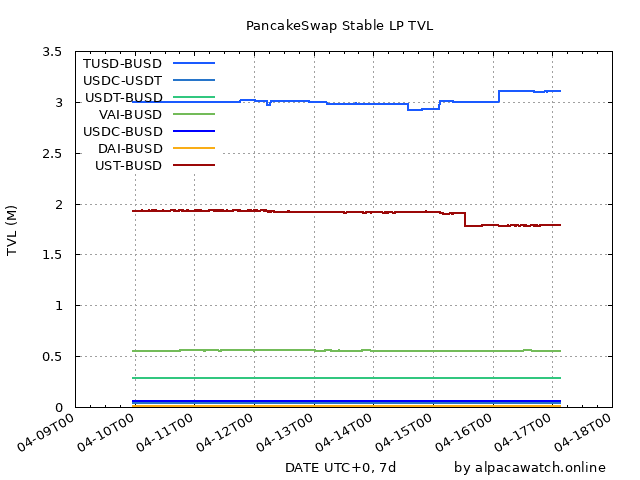 PancakeSwap Stable LP TVL
TVL (M)
3.5
3
2.5
2
1.5
1
0.5
0
TUSD-BUSD
USDC-USDT
USDT-BUSD
VAI-BUSD
USDC-BUSD
DAI-BUSD
UST-BUSD
04-09T00
04-10T00
04-11T00
04-12T00
04-13T00
04-14T00
04-15T00
04-16T00
04-17T00
04-18T00
DATE UTC+0, 7d
by alpacawatch.online